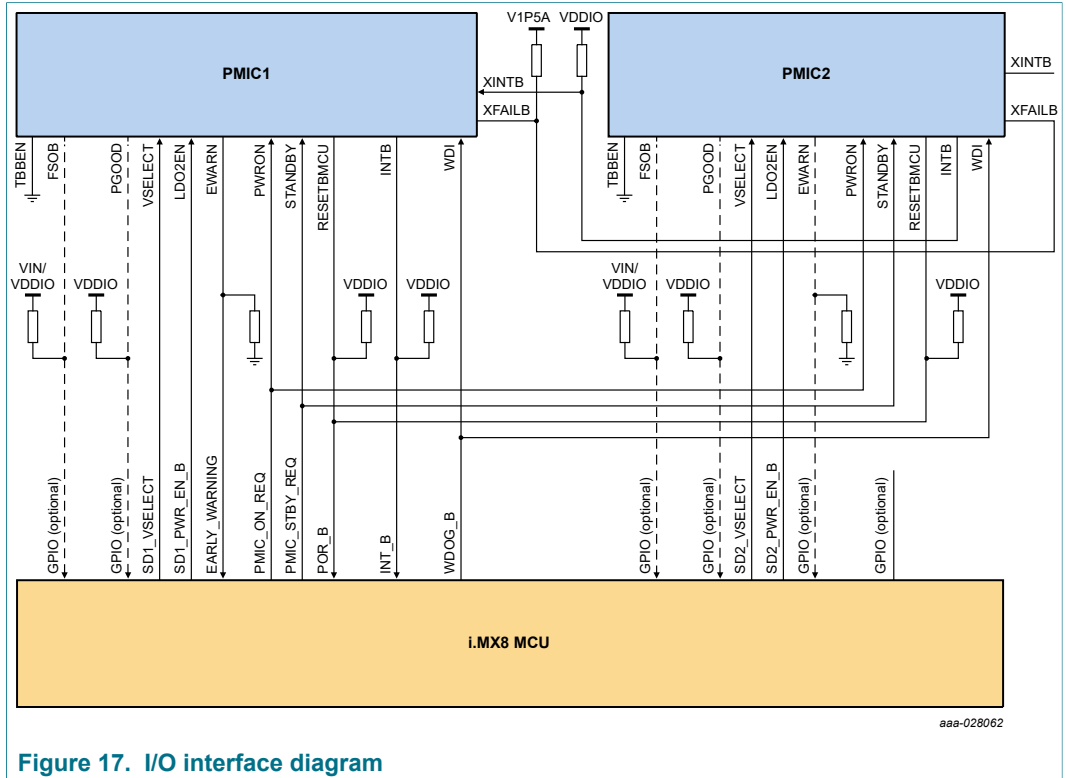 V1P5A VDDIO
PMIC1
PMIC2
XINTB
XINTB
XFAILB
XFAILB
TBBEN
FSOB
PGOOD
VSELECT
LDO2EN
EWARN
PWRON
STANDBY
RESETBMCU
INTB
WDI
TBBEN
FSOB
PGOOD
VSELECT
LDO2EN
EWARN
PWRON
STANDBY
RESETBMCU
INTB
WDI
VIN/
VDDIO
VDDIO
VDDIO
VDDIO
VIN/
VDDIO
VDDIO
VDDIO
GPIO (optional)
GPIO (optional)
SD1_VSELECT
SD1_PWR_EN_B
EARLY_WARNING
PMIC_ON_REQ
PMIC_STBY_REQ
POR_B
INT_B
WDOG_B
GPIO (optional)
GPIO (optional)
SD2_VSELECT
SD2_PWR_EN_B
GPIO (optional)
GPIO (optional)
i.MX8 MCU
aaa-028062
Figure 17. I/O interface diagram